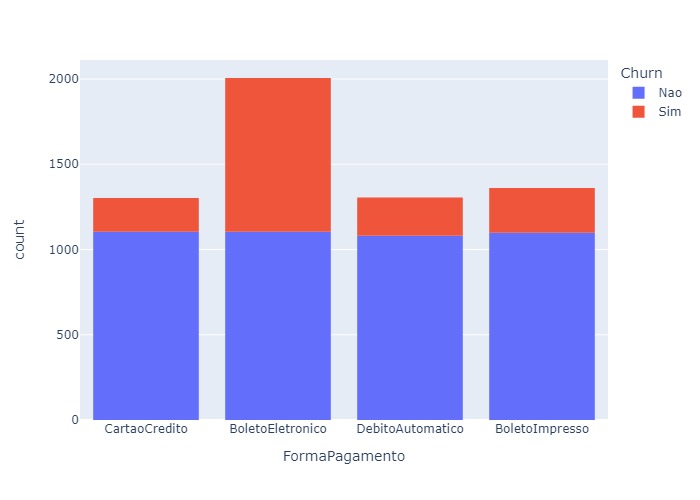 Churn
Nao
Sim
2000
1500
1000
500
0
count
CartaoCredito
BoletoEletronico
DebitoAutomatico
BoletoImpresso
FormaPagamento